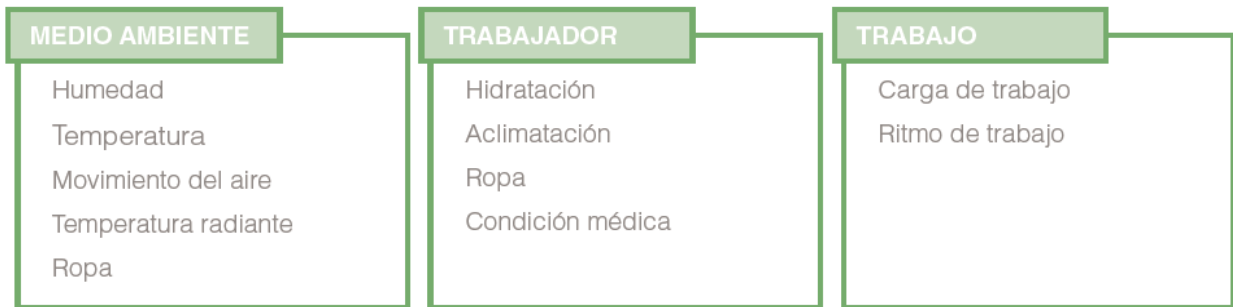 MEDIO AMBIENTE
Humedad
Temperatura
Movimiento del aire
Temperatura radiante
Ropa
TRABAJADOR
Hidratación
Aclimatación
Ropa
Condición médica
TRABAJO
Carga de trabajo
Ritmo de trabajo